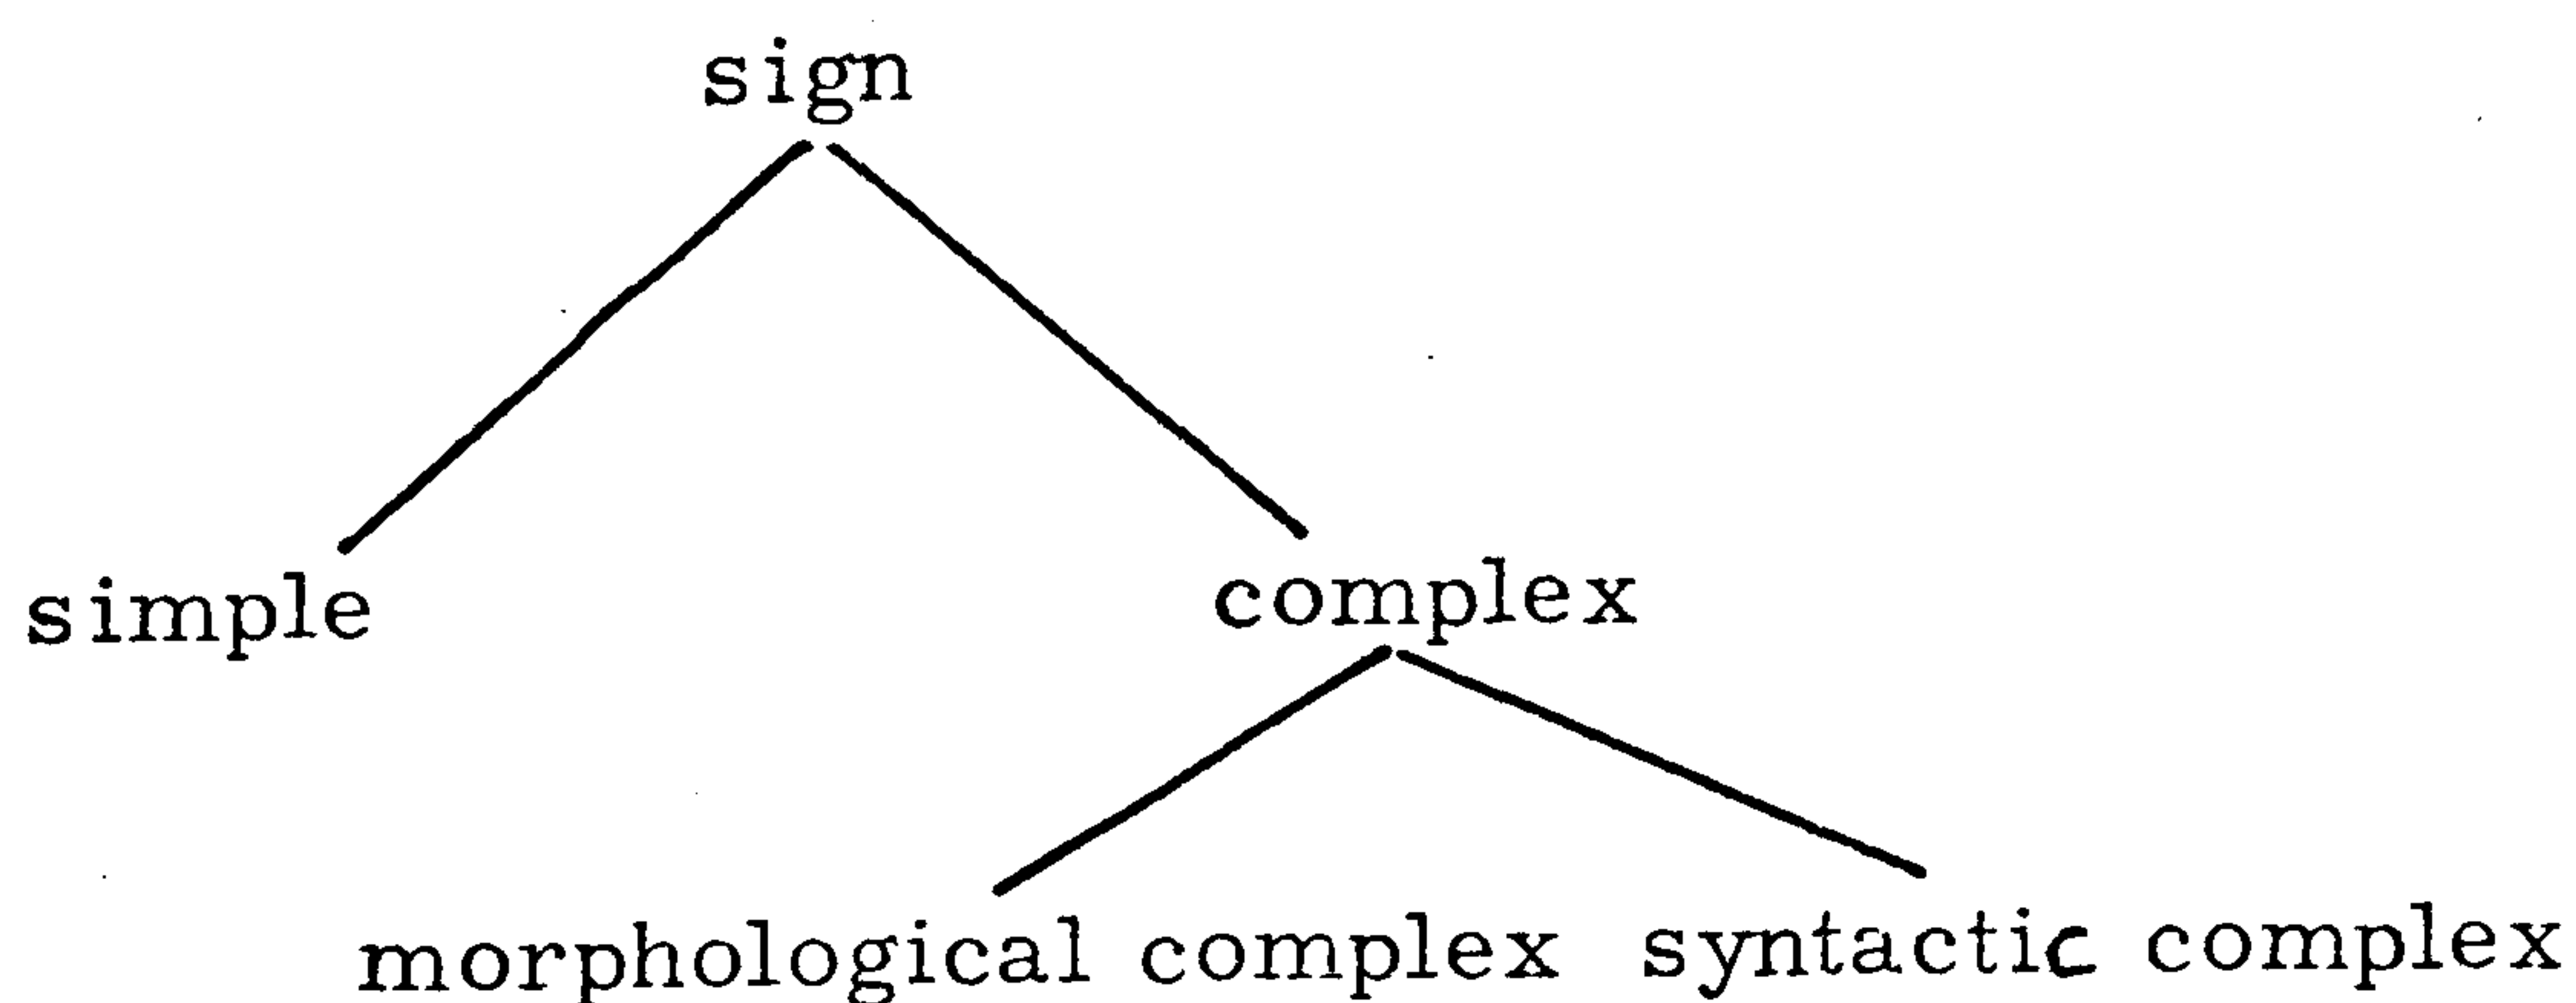 sign
simple
complex
morphological complex
syntactic complex